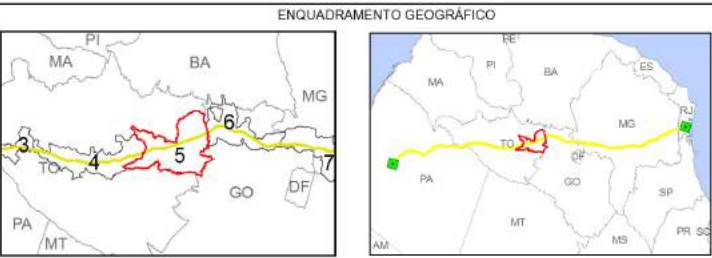 ENQUADRAMENTO GEOGRÁFICO
PI
MA
BA
MG
6
3
5
4
7
TO
GO
DF
PA
MT
PE
ES
PI
BA
MA
RJ
MG
TO
DF
PA
GO
SP
MT
PR
SC
AM
MS